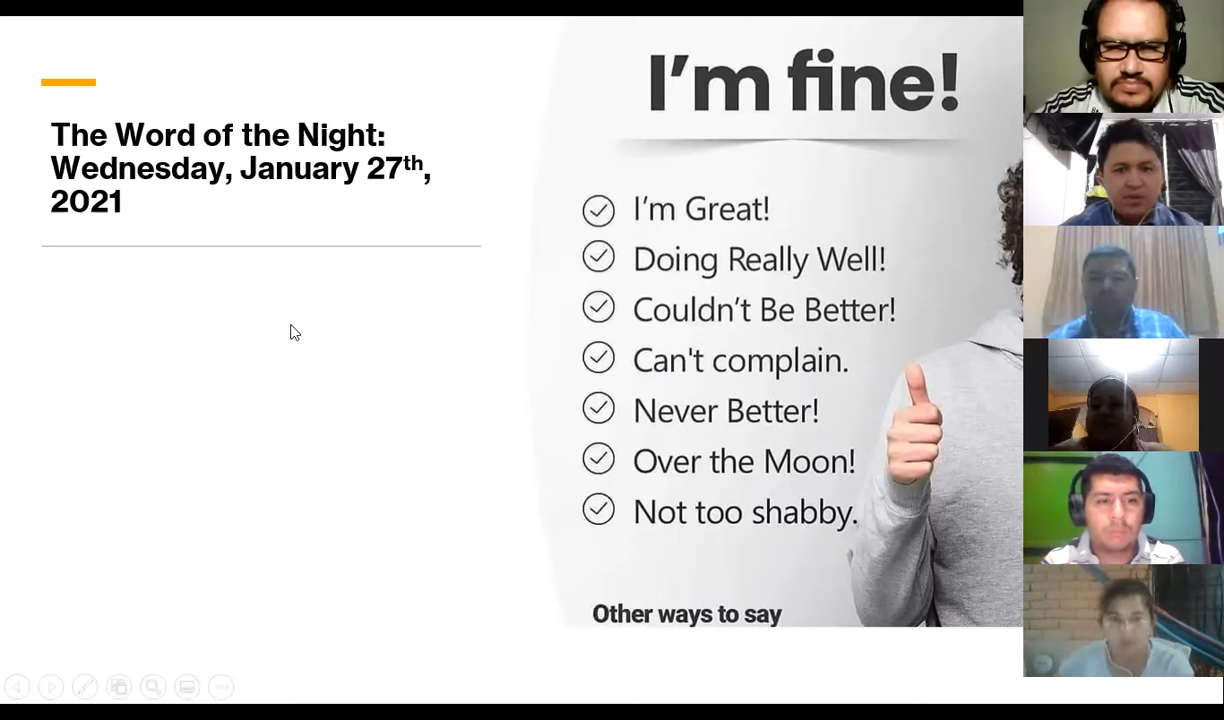 The Word of the Night:
Wednesday, January 27th,
2021
I'm fine!
I'm Great!
Doing Really Well!
Couldn't Be Better!
Can't complain.
Never Better!
Over the Moon!
Not too shabby.
Other ways to say